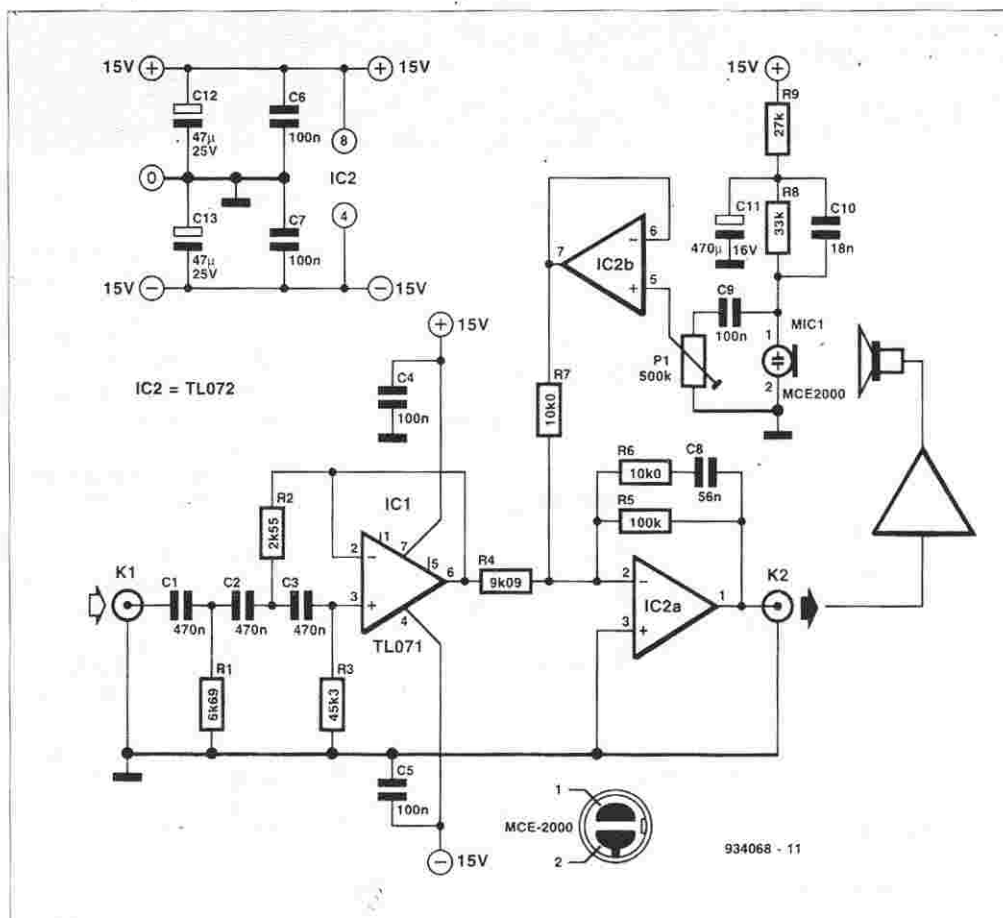 15V + + 15V
C12
47µ
25V
C6
100n
8
0
IC2
C13
47µ
25V
C7
100n
4
15V − − 15V
15V +
R9
27k
C11
470µ 16V
R8
33k
C10
18n
7
IC2b
− 6
+ 5
C9
100n
P1
500k
1
MIC1
2
MCE2000
+ 15V
IC2 = TL072
C4
100n
R7
10k0
R2
2k55
IC1
R6
10k0
C8
56n
R5
100k
K1
C1
470n
C2
470n
C3
470n
2 −
3 +
1
7
5
6
4
TL071
R4
9k09
2 −
3 +
IC2a
1
K2
R1
6k69
R3
45k3
C5
100n
− 15V
1
MCE-2000
2
934068 - 11